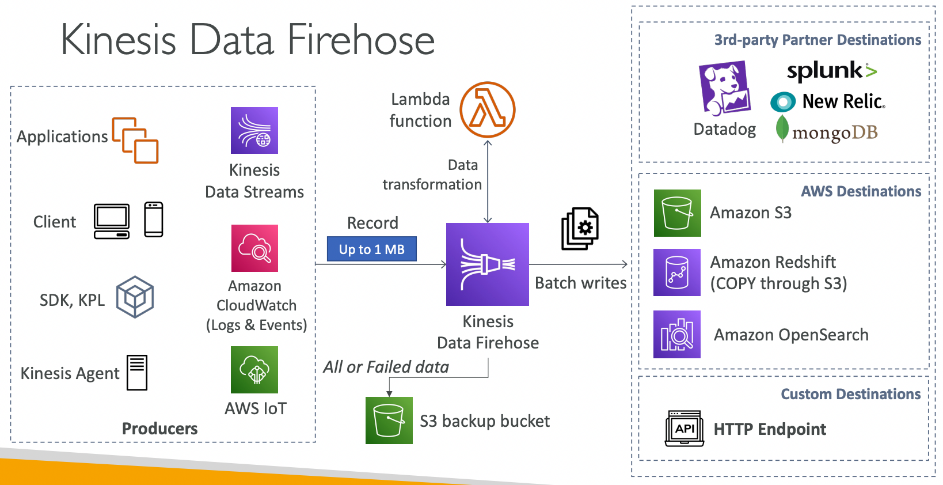 Kinesis Data Firehose
Applications
Client
SDK, KPL
Kinesis Agent
Kinesis
Data Streams
Amazon
CloudWatch
(Logs & Events)
AWS IoT
Producers
Record
Up to 1 MB
Lambda
function
Data
transformation
Kinesis
Data Firehose
All or Failed data
S3 backup bucket
Batch writes
3rd-party Partner Destinations
Datadog
splunk>
New Relic.
mongoDB
AWS Destinations
Amazon S3
Amazon Redshift
(COPY through S3)
Amazon OpenSearch
Custom Destinations
API
HTTP Endpoint